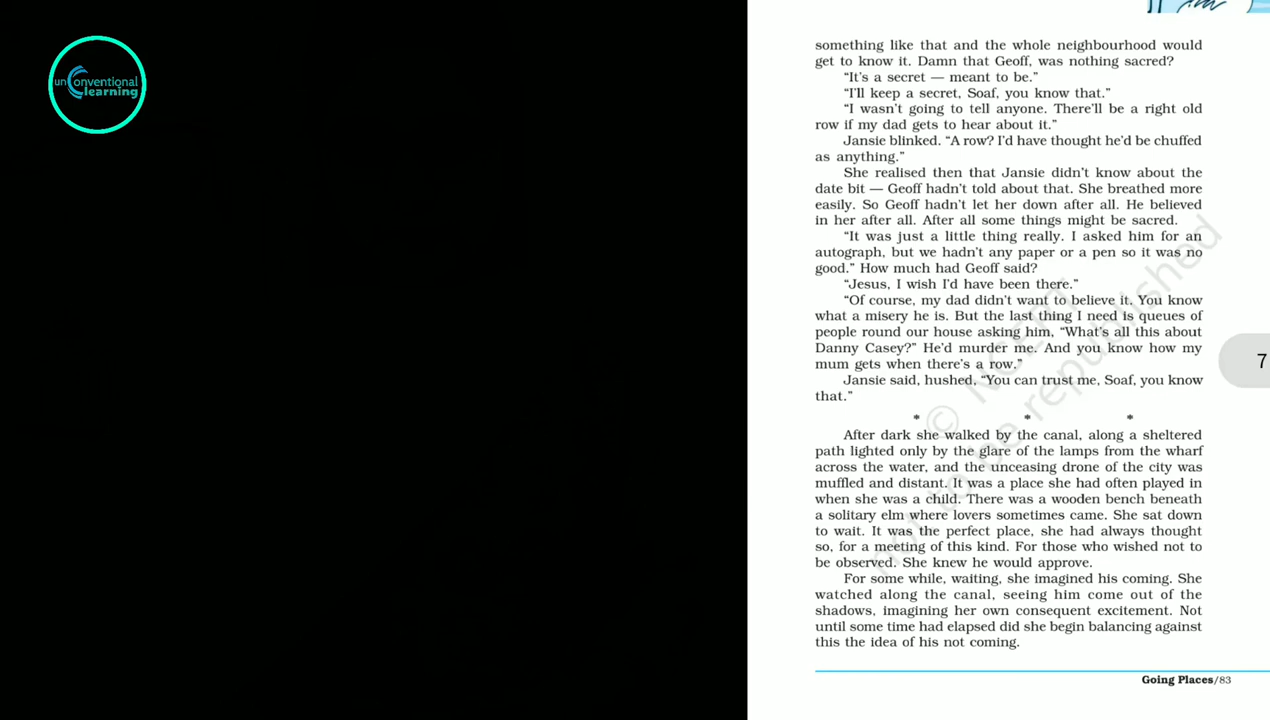 unConventional
learning
something like that and the whole neighbourhood would
get to know it. Damn that Geoff, was nothing sacred?
“It's a secret — meant to be.”
“I'll keep a secret, Soaf, you know that.”
“I wasn't going to tell anyone. There'll be a right old
row if my dad gets to hear about it.”
Jansie blinked. “A row? I'd have thought he'd be chuffed
as anything.”
She realised then that Jansie didn't know about the
date bit — Geoff hadn't told about that. She breathed more
easily. So Geoff hadn't let her down after all. He believed
in her after all. After all some things might be sacred.
“It was just a little thing really. I asked him for an
autograph, but we hadn't any paper or a pen so it was no
good.” How much had Geoff said?
“Jesus, I wish I'd have been there.”
“Of course, my dad didn't want to believe it. You know
what a misery he is. But the last thing I need is queues of
people round our house asking him, “What's all this about
Danny Casey?” He'd murder me. And you know how my
mum gets when there's a row.”
Jansie said, hushed, “You can trust me, Soaf, you know
that.”
* * *
After dark she walked by the canal, along a sheltered
path lighted only by the glare of the lamps from the wharf
across the water, and the unceasing drone of the city was
muffled and distant. It was a place she had often played in
when she was a child. There was a wooden bench beneath
a solitary elm where lovers sometimes came. She sat down
to wait. It was the perfect place, she had always thought
so, for a meeting of this kind. For those who wished not to
be observed. She knew he would approve.
For some while, waiting, she imagined his coming. She
watched along the canal, seeing him come out of the
shadows, imagining her own consequent excitement. Not
until some time had elapsed did she begin balancing against
this the idea of his not coming.
Going Places/83
7
© NCERT
not to be republished